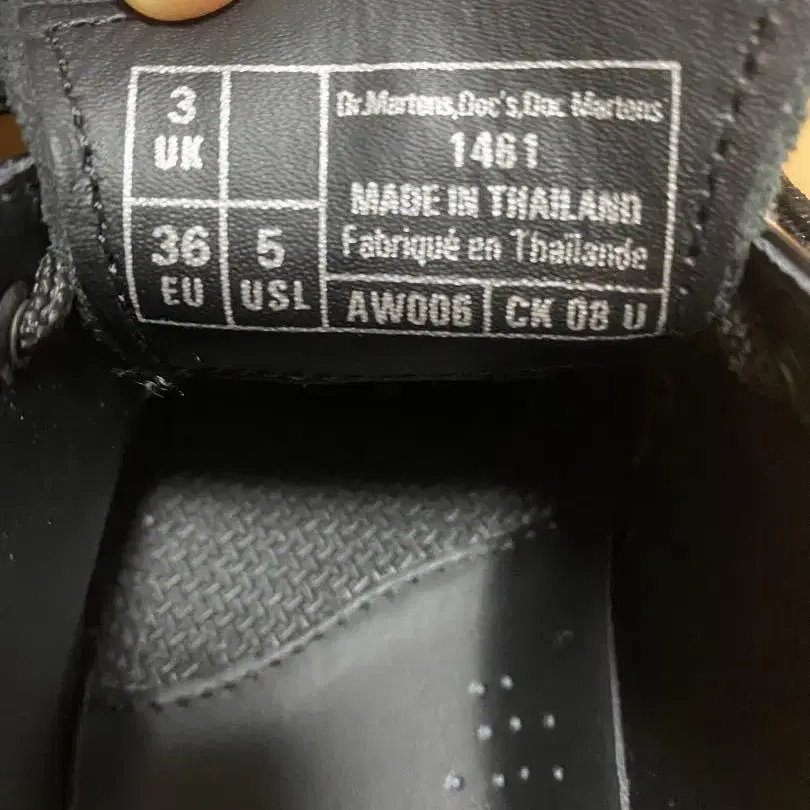 3
UK
36
EU
5
USL
Dr.Martens,Doc's,Doc Martens
1461
MADE IN THAILAND
Fabriqué en Thaïlande
AW006
CK 08 U